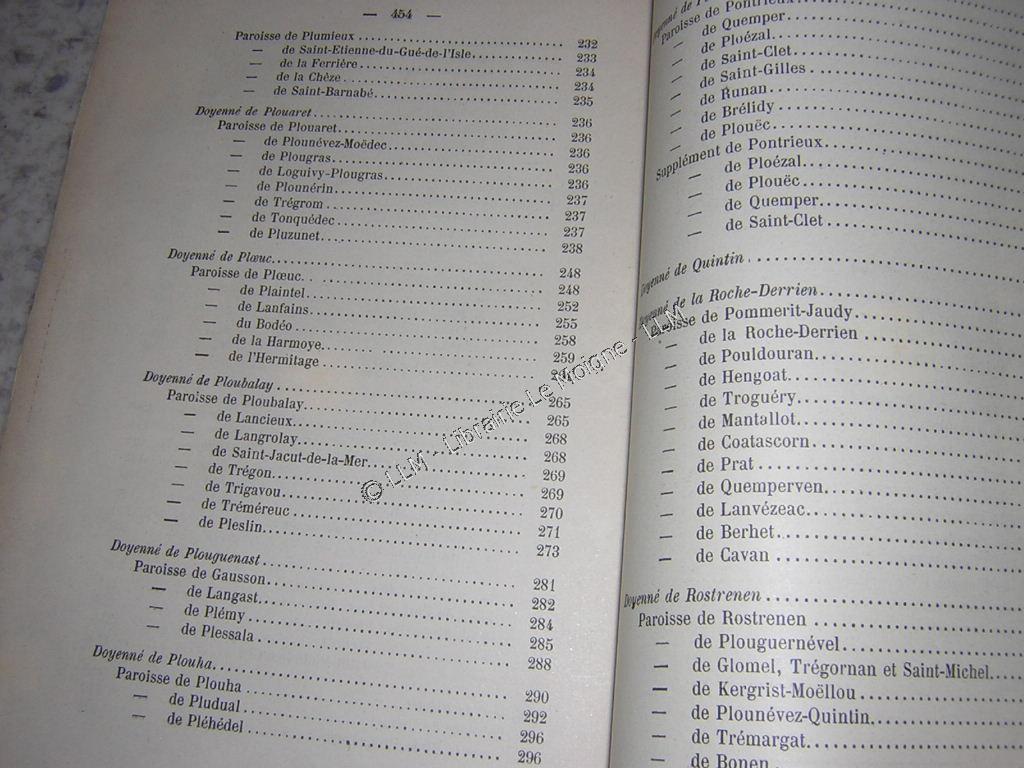 — 454 —
Paroisse de Plumieux ........ 232
— de Saint-Etienne-du-Gué-de-l'Isle ........ 233
— de la Ferrière ........ 234
— de la Chèze ........ 234
— de Saint-Barnabé ........ 235
Doyenné de Plouaret ........ 236
Paroisse de Plouaret ........ 236
— de Plounévez-Moëdec ........ 236
— de Plougras ........ 236
— de Loguivy-Plougras ........ 236
— de Plounérin ........ 237
— de Trégrom ........ 237
— de Tonquédec ........ 237
— de Pluzunet ........ 238
Doyenné de Plœuc ........ 248
Paroisse de Plœuc ........ 248
— de Plaintel ........ 252
— de Lanfains ........ 255
— du Bodéo ........ 258
— de la Harmoye ........ 259
— de l'Hermitage ........
Doyenné de Ploubalay ........ 265
Paroisse de Ploubalay ........ 265
— de Lancieux ........ 268
— de Langrolay ........ 268
— de Saint-Jacut-de-la-Mer ........ 269
— de Trégon ........ 269
— de Trigavou ........ 270
— de Tréméreuc ........ 271
— de Pleslin ........ 273
Doyenné de Plouguenast ........ 281
Paroisse de Gausson ........ 282
— de Langast ........ 284
— de Plémy ........ 285
— de Plessala ........ 288
Doyenné de Plouha ........ 290
Paroisse de Plouha ........ 292
— de Pludual ........ 296
— de Pléhédel ........ 296
Doyenné de
Paroisse de Pontrieux ........
— de Quemper ........
— de Ploézal ........
— de Saint-Clet ........
— de Saint-Gilles ........
— de Runan ........
— de Brélidy ........
— de Plouëc ........
Supplément de Pontrieux ........
— de Ploézal ........
— de Plouëc ........
— de Quemper ........
— de Saint-Clet ........
Doyenné de Quintin ........
Doyenné de la Roche-Derrien ........
Paroisse de Pommerit-Jaudy ........
— de la Roche-Derrien ........
— de Pouldouran ........
— de Hengoat ........
— de Troguéry ........
— de Mantallot ........
— de Coatascorn ........
— de Prat ........
— de Quemperven ........
— de Lanvézeac ........
— de Berhet ........
— de Cavan ........
Doyenné de Rostrenen ........
Paroisse de Rostrenen ........
— de Plouguernével ........
— de Glomel, Trégornan et Saint-Michel ........
— de Kergrist-Moëllou ........
— de Plounévez-Quintin ........
— de Trémargat ........
— de Bonen ........
© LLM - Librairie Le Moigne - LLM